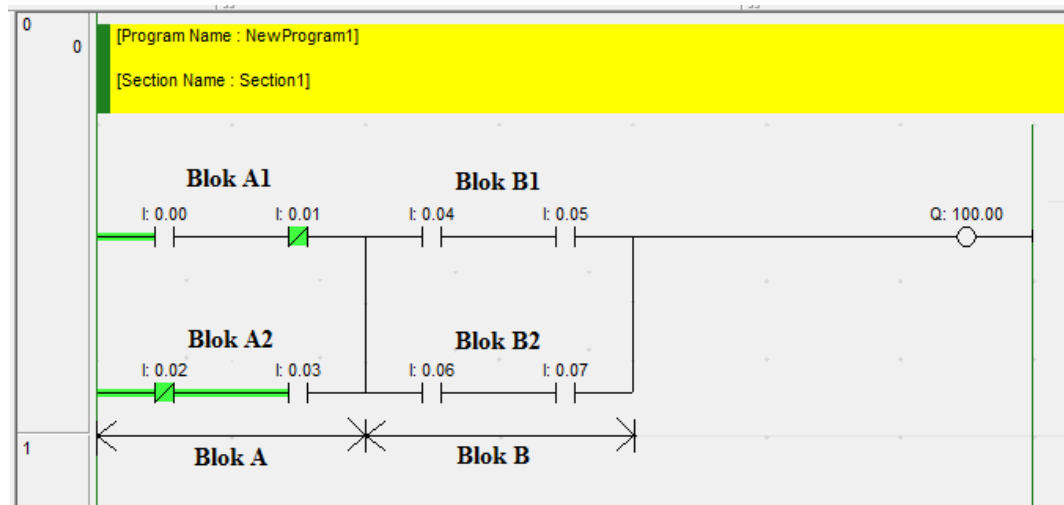 0
0
[Program Name : NewProgram1]
[Section Name : Section1]
Blok A1
Blok B1
I: 0.00
I: 0.01
I: 0.04
I: 0.05
Q: 100.00
Blok A2
Blok B2
I: 0.02
I: 0.03
I: 0.06
I: 0.07
1
Blok A
Blok B